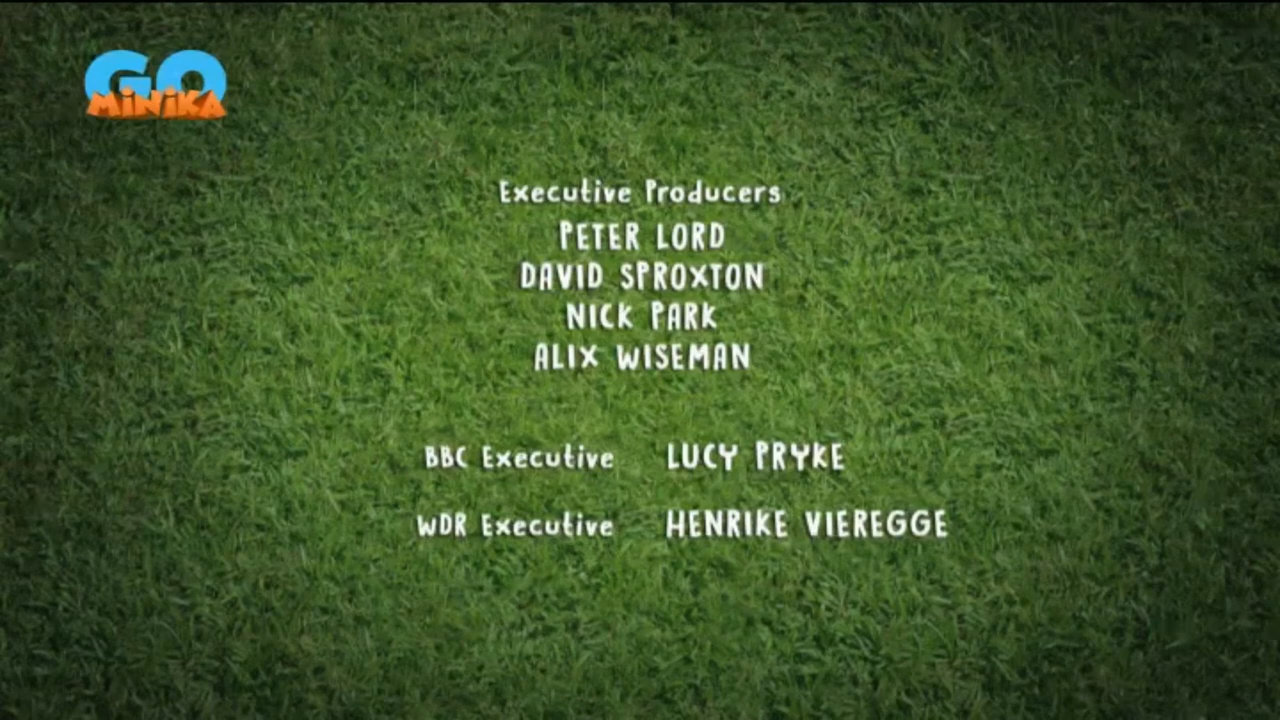 GO
MiNiKA
Executive Producers
PETER LORD
DAVID SPROXTON
NICK PARK
ALIX WISEMAN
BBC Executive LUCY PRYKE
WDR Executive HENRIKE VIEREGGE